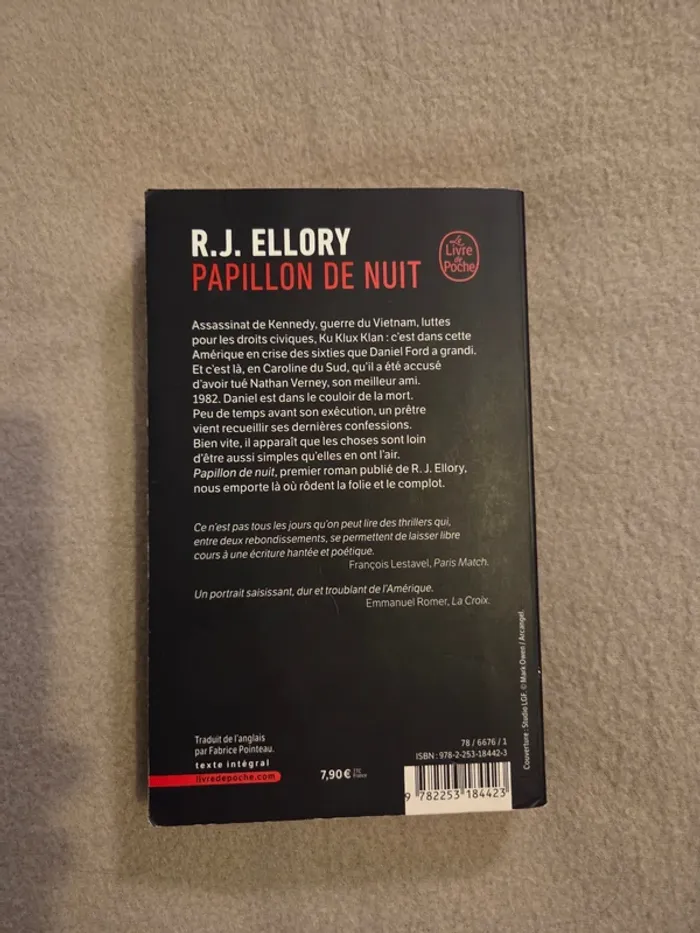 R.J. ELLORY
PAPILLON DE NUIT
Le
Livre
de
Poche
Assassinat de Kennedy, guerre du Vietnam, luttes
pour les droits civiques, Ku Klux Klan : c'est dans cette
Amérique en crise des sixties que Daniel Ford a grandi.
Et c'est là, en Caroline du Sud, qu'il a été accusé
d'avoir tué Nathan Verney, son meilleur ami.
1982. Daniel est dans le couloir de la mort.
Peu de temps avant son exécution, un prêtre
vient recueillir ses dernières confessions.
Bien vite, il apparaît que les choses sont loin
d'être aussi simples qu'elles en ont l'air.
Papillon de nuit, premier roman publié de R. J. Ellory,
nous emporte là où rôdent la folie et le complot.
Ce n'est pas tous les jours qu'on peut lire des thrillers qui,
entre deux rebondissements, se permettent de laisser libre
cours à une écriture hantée et poétique.
François Lestavel, Paris Match.
Un portrait saisissant, dur et troublant de l'Amérique.
Emmanuel Romer, La Croix.
Couverture : Studio LGF. © Mark Owen / Arcangel.
Traduit de l'anglais
par Fabrice Pointeau.
texte intégral
livredepoche.com
7,90 € TTC
France
78 / 6676 / 1
ISBN : 978-2-253-18442-3
9 782253 184423